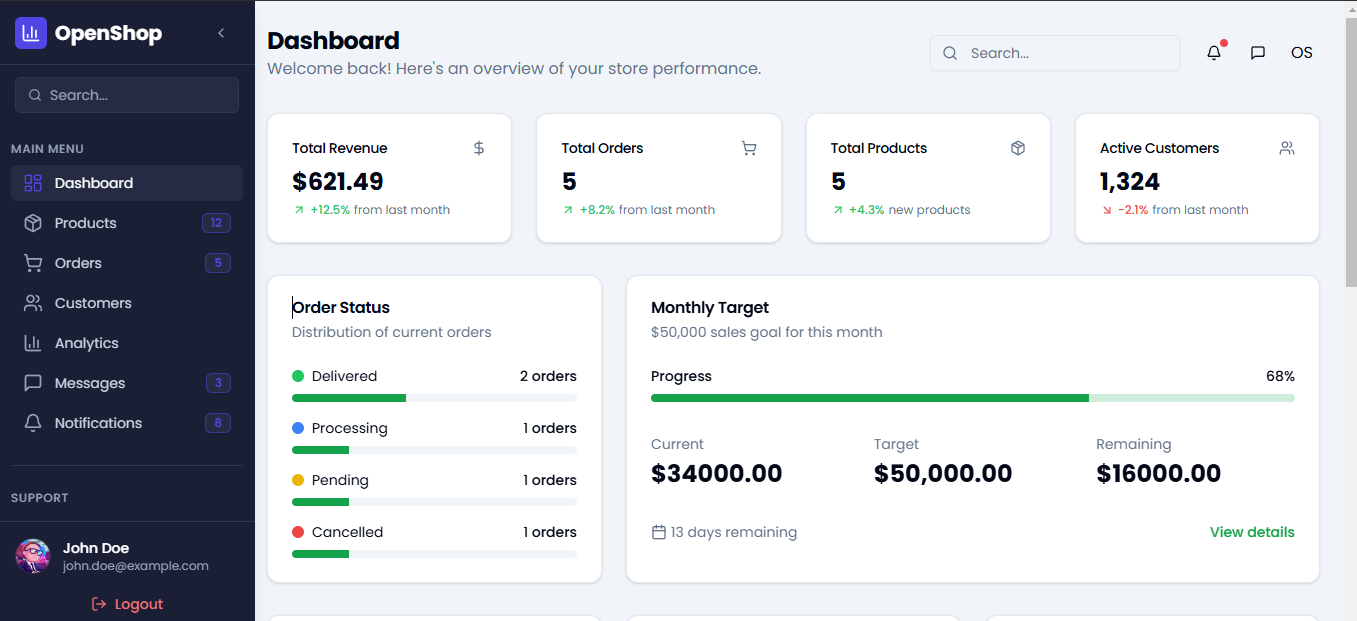 OpenShop
Search...
MAIN MENU
Dashboard
Products 12
Orders 5
Customers
Analytics
Messages 3
Notifications 8
SUPPORT
John Doe
john.doe@example.com
Logout
Dashboard
Welcome back! Here's an overview of your store performance.
Search...
OS
Total Revenue
$
$621.49
+12.5% from last month
Total Orders
5
+8.2% from last month
Total Products
5
+4.3% new products
Active Customers
1,324
-2.1% from last month
Order Status
Distribution of current orders
Delivered 2 orders
Processing 1 orders
Pending 1 orders
Cancelled 1 orders
Monthly Target
$50,000 sales goal for this month
Progress 68%
Current Target Remaining
$34000.00 $50,000.00 $16000.00
13 days remaining View details